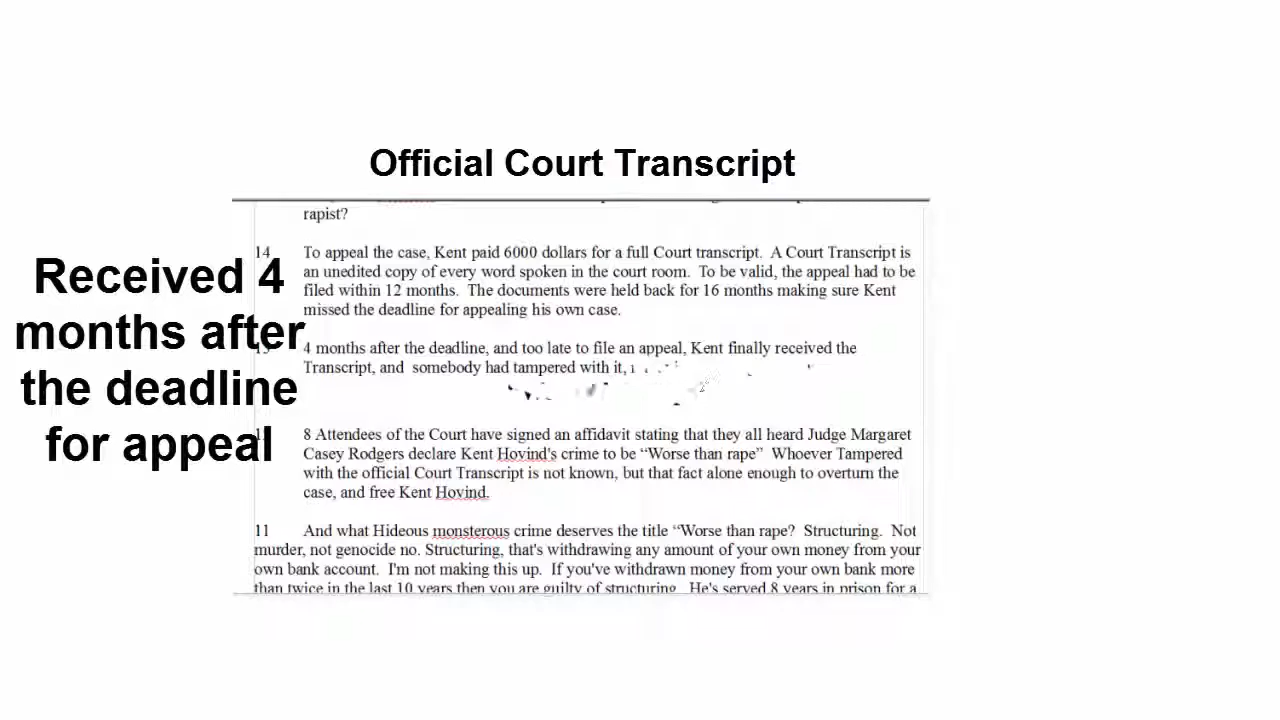 Official Court Transcript
rapist?
14 To appeal the case, Kent paid 6000 dollars for a full Court transcript. A Court Transcript is
an unedited copy of every word spoken in the court room. To be valid, the appeal had to be
filed within 12 months. The documents were held back for 16 months making sure Kent
missed the deadline for appealing his own case.
4 months after the deadline, and too late to file an appeal, Kent finally received the
Transcript, and somebody had tampered with it,
8 Attendees of the Court have signed an affidavit stating that they all heard Judge Margaret
Casey Rodgers declare Kent Hovind's crime to be “Worse than rape” Whoever Tampered
with the official Court Transcript is not known, but that fact alone enough to overturn the
case, and free Kent Hovind.
11 And what Hideous monsterous crime deserves the title “Worse than rape? Structuring. Not
murder, not genocide no. Structuring, that's withdrawing any amount of your own money from your
own bank account. I'm not making this up. If you've withdrawn money from your own bank more
than twice in the last 10 years then you are guilty of structuring. He's served 8 years in prison for a
Received 4
months after
the deadline
for appeal